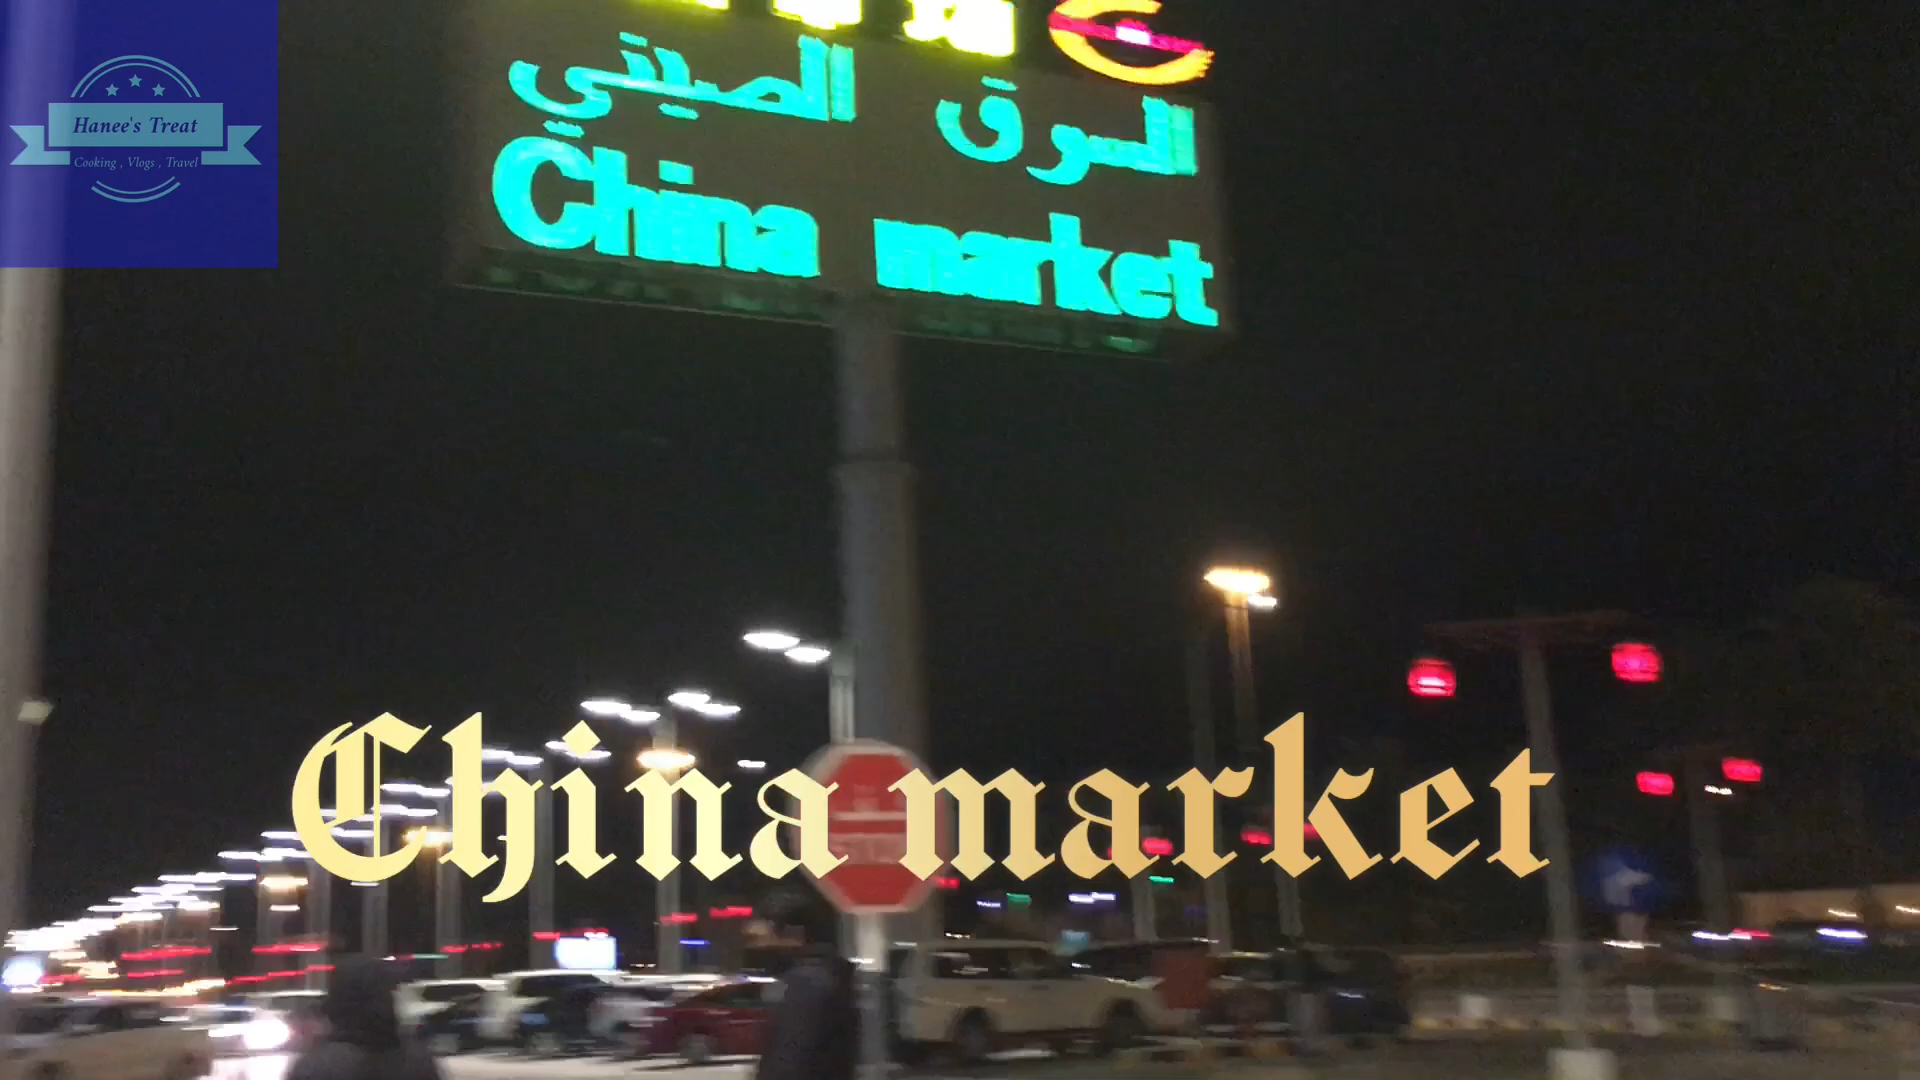 Hanee's Treat
Cooking , Vlogs , Travel
السوق الصيني
China market
China market